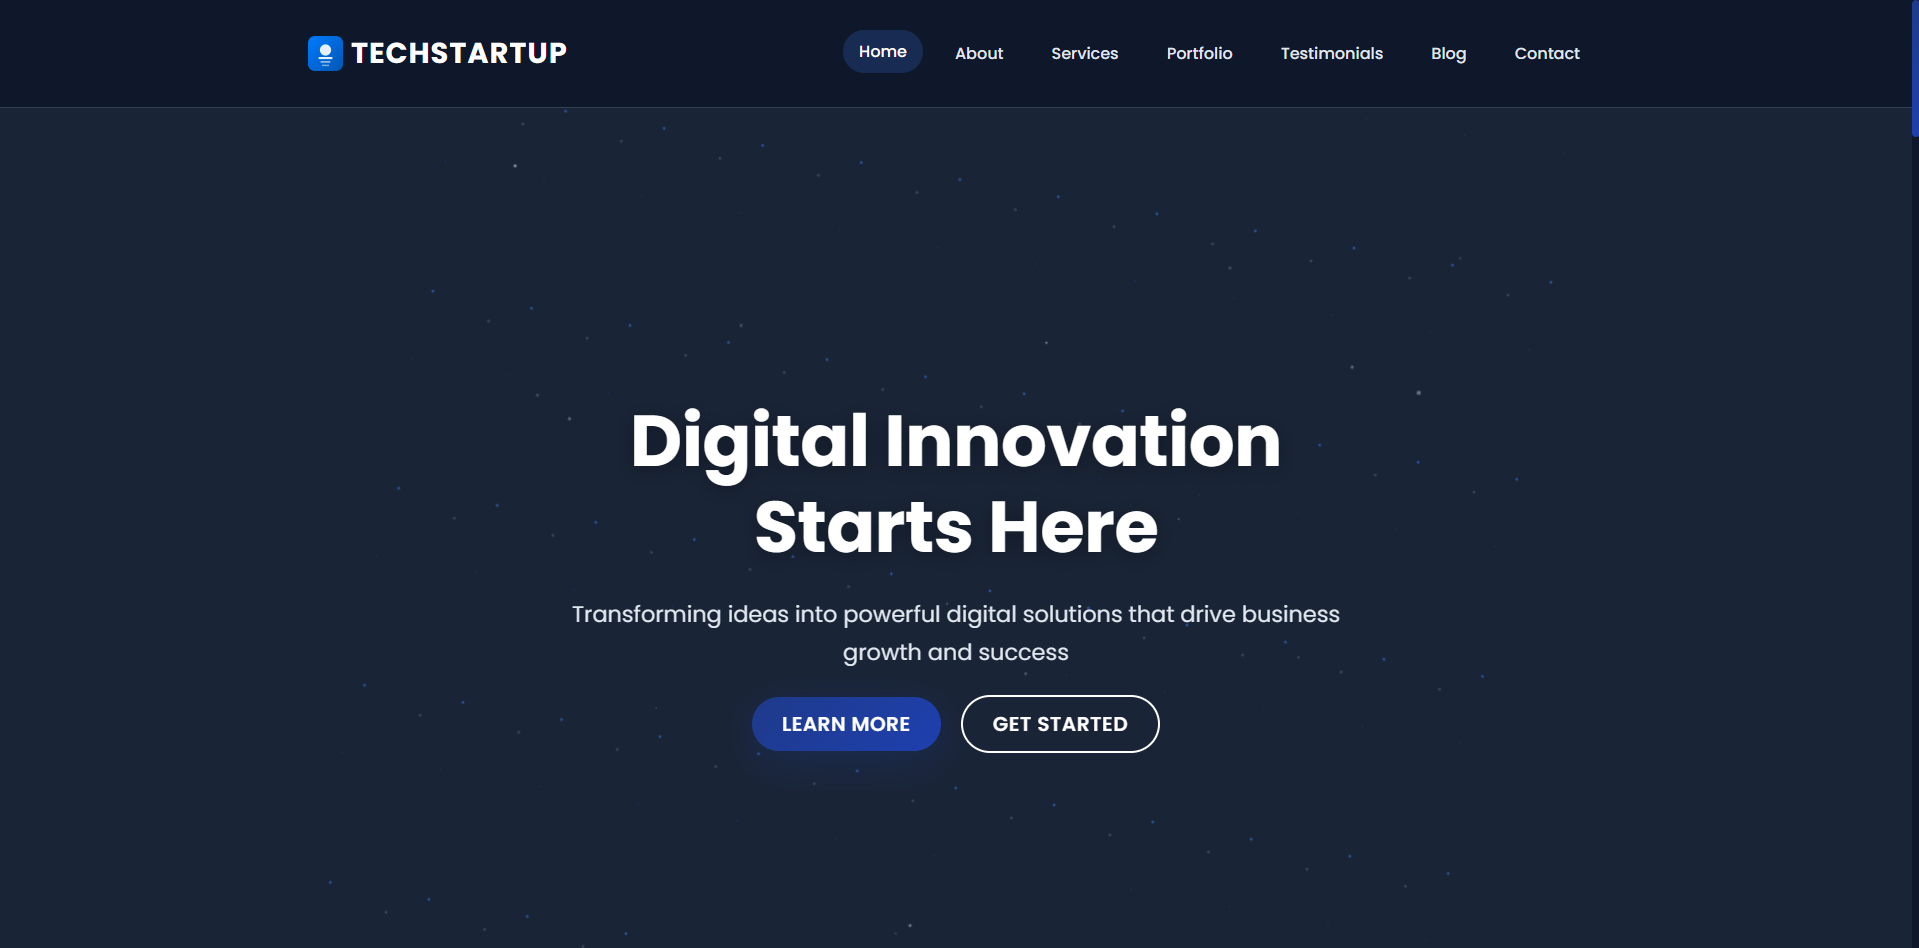 TECHSTARTUP
Home About Services Portfolio Testimonials Blog Contact
Digital Innovation
Starts Here
Transforming ideas into powerful digital solutions that drive business
growth and success
LEARN MORE GET STARTED